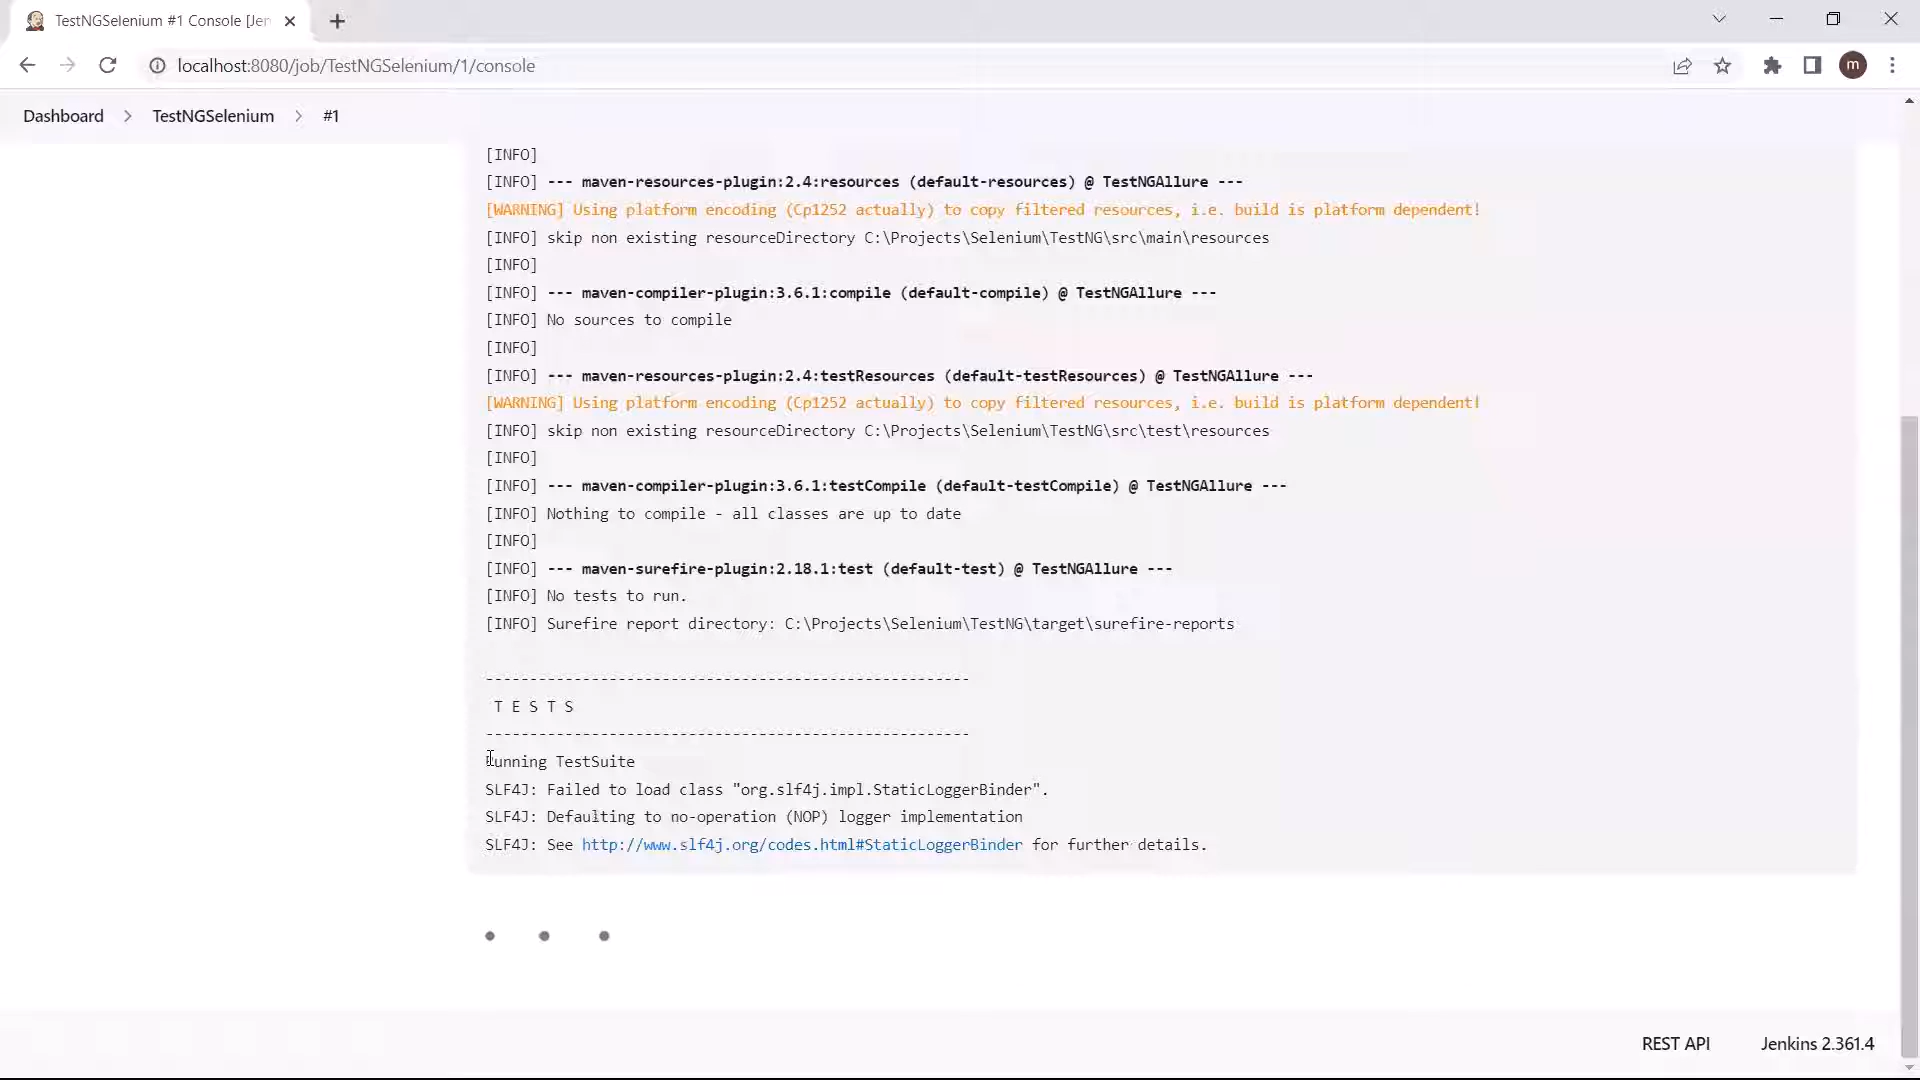 TestNGSelenium #1 Console [Jen
localhost:8080/job/TestNGSelenium/1/console
m
Dashboard > TestNGSelenium > #1
[INFO]
[INFO] --- maven-resources-plugin:2.4:resources (default-resources) @ TestNGAllure ---
[WARNING] Using platform encoding (Cp1252 actually) to copy filtered resources, i.e. build is platform dependent!
[INFO] skip non existing resourceDirectory C:\Projects\Selenium\TestNG\src\main\resources
[INFO]
[INFO] --- maven-compiler-plugin:3.6.1:compile (default-compile) @ TestNGAllure ---
[INFO] No sources to compile
[INFO]
[INFO] --- maven-resources-plugin:2.4:testResources (default-testResources) @ TestNGAllure ---
[WARNING] Using platform encoding (Cp1252 actually) to copy filtered resources, i.e. build is platform dependent!
[INFO] skip non existing resourceDirectory C:\Projects\Selenium\TestNG\src\test\resources
[INFO]
[INFO] --- maven-compiler-plugin:3.6.1:testCompile (default-testCompile) @ TestNGAllure ---
[INFO] Nothing to compile - all classes are up to date
[INFO]
[INFO] --- maven-surefire-plugin:2.18.1:test (default-test) @ TestNGAllure ---
[INFO] No tests to run.
[INFO] Surefire report directory: C:\Projects\Selenium\TestNG\target\surefire-reports
-------------------------------------------------------
T E S T S
-------------------------------------------------------
Running TestSuite
SLF4J: Failed to load class "org.slf4j.impl.StaticLoggerBinder".
SLF4J: Defaulting to no-operation (NOP) logger implementation
SLF4J: See http://www.slf4j.org/codes.html#StaticLoggerBinder for further details.
REST API
Jenkins 2.361.4